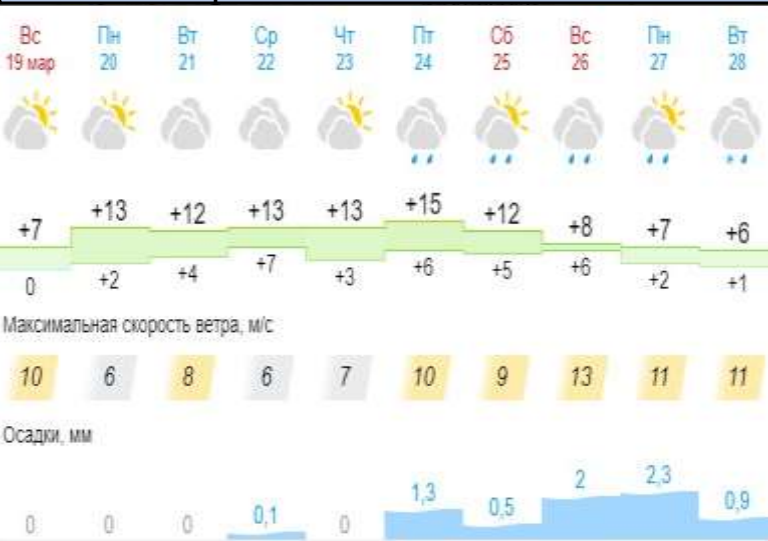 Вс Пн Вт Ср Чт Пт Сб Вс Пн Вт
19 мар 20 21 22 23 24 25 26 27 28
+7 +13 +12 +13 +13 +15 +12 +8 +7 +6
0 +2 +4 +7 +3 +6 +5 +6 +2 +1
Максимальная скорость ветра, м/с
10 6 8 6 7 10 9 13 11 11
Осадки, мм
0 0 0 0,1 0 1,3 0,5 2 2,3 0,9